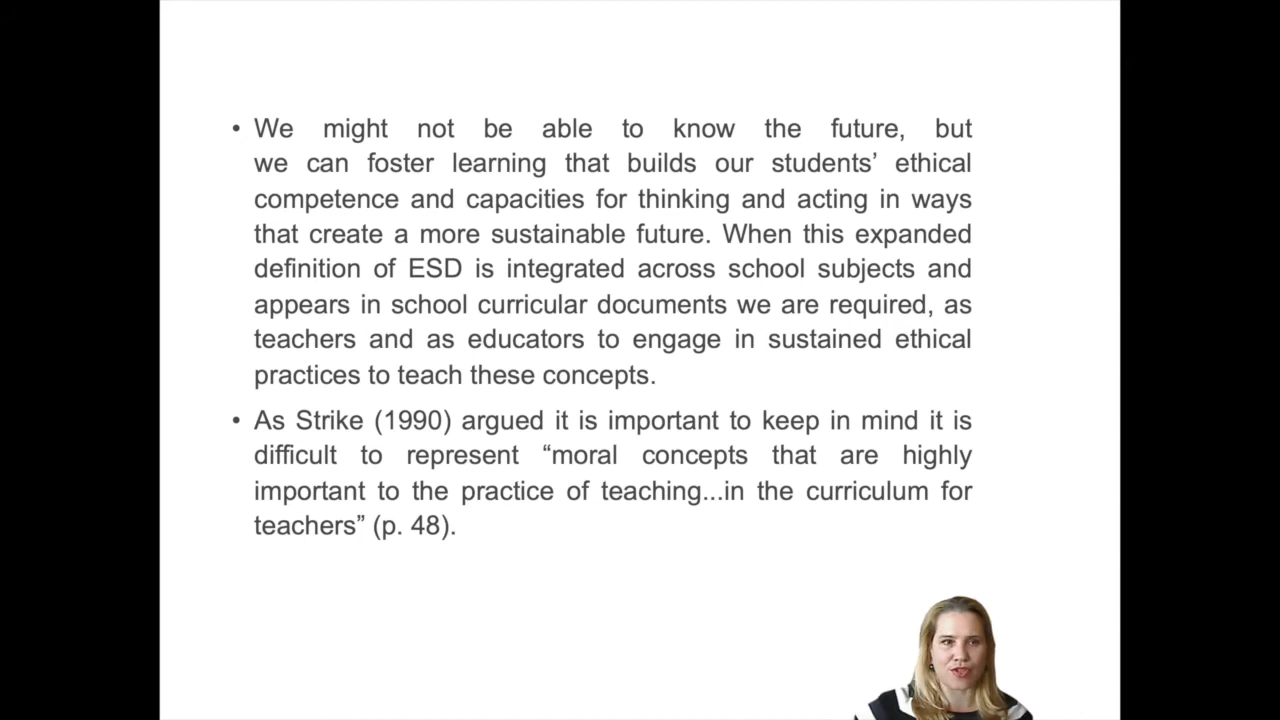 • We might not be able to know the future, but
we can foster learning that builds our students’ ethical
competence and capacities for thinking and acting in ways
that create a more sustainable future. When this expanded
definition of ESD is integrated across school subjects and
appears in school curricular documents we are required, as
teachers and as educators to engage in sustained ethical
practices to teach these concepts.
• As Strike (1990) argued it is important to keep in mind it is
difficult to represent “moral concepts that are highly
important to the practice of teaching...in the curriculum for
teachers” (p. 48).